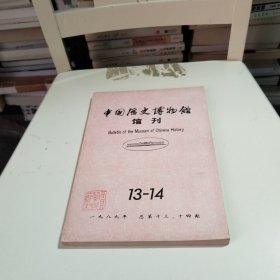 中国历史博物馆
馆刊
Bulletin of the Museum of Chinese History
13-14
一九八九年 总第十三、十四期